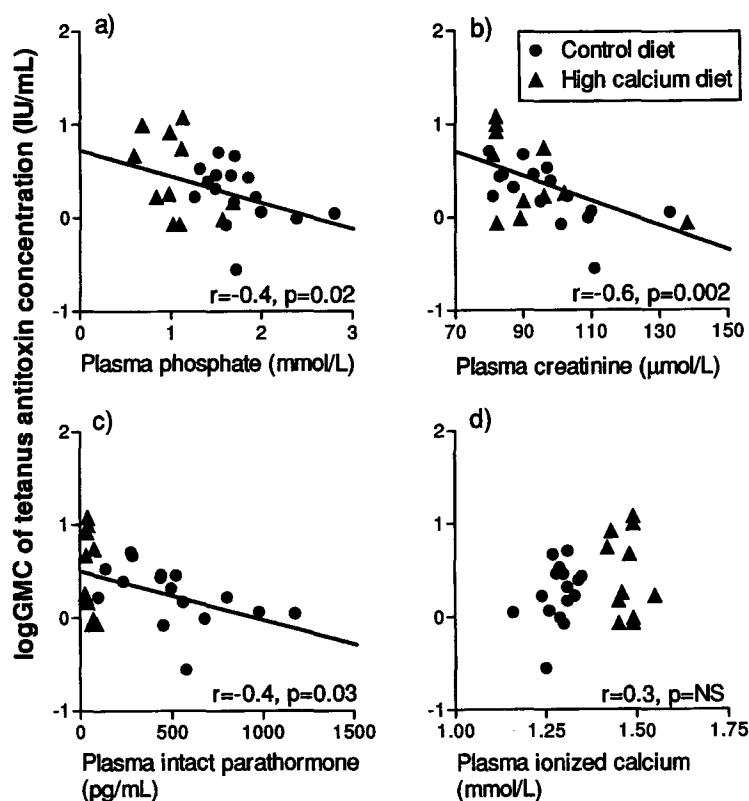 logGMC of tetanus antitoxin concentration (IU/mL)
a)
2
1
0
-1
0
1
2
3
r=-0.4, p=0.02
Plasma phosphate (mmol/L)
b)
Control diet
High calcium diet
2
1
0
-1
70
90
110
130
150
r=-0.6, p=0.002
Plasma creatinine (μmol/L)
c)
2
1
0
-1
0
500
1000
1500
r=-0.4, p=0.03
Plasma intact parathormone
(pg/mL)
d)
2
1
0
-1
1.00
1.25
1.50
1.75
r=0.3, p=NS
Plasma ionized calcium
(mmol/L)